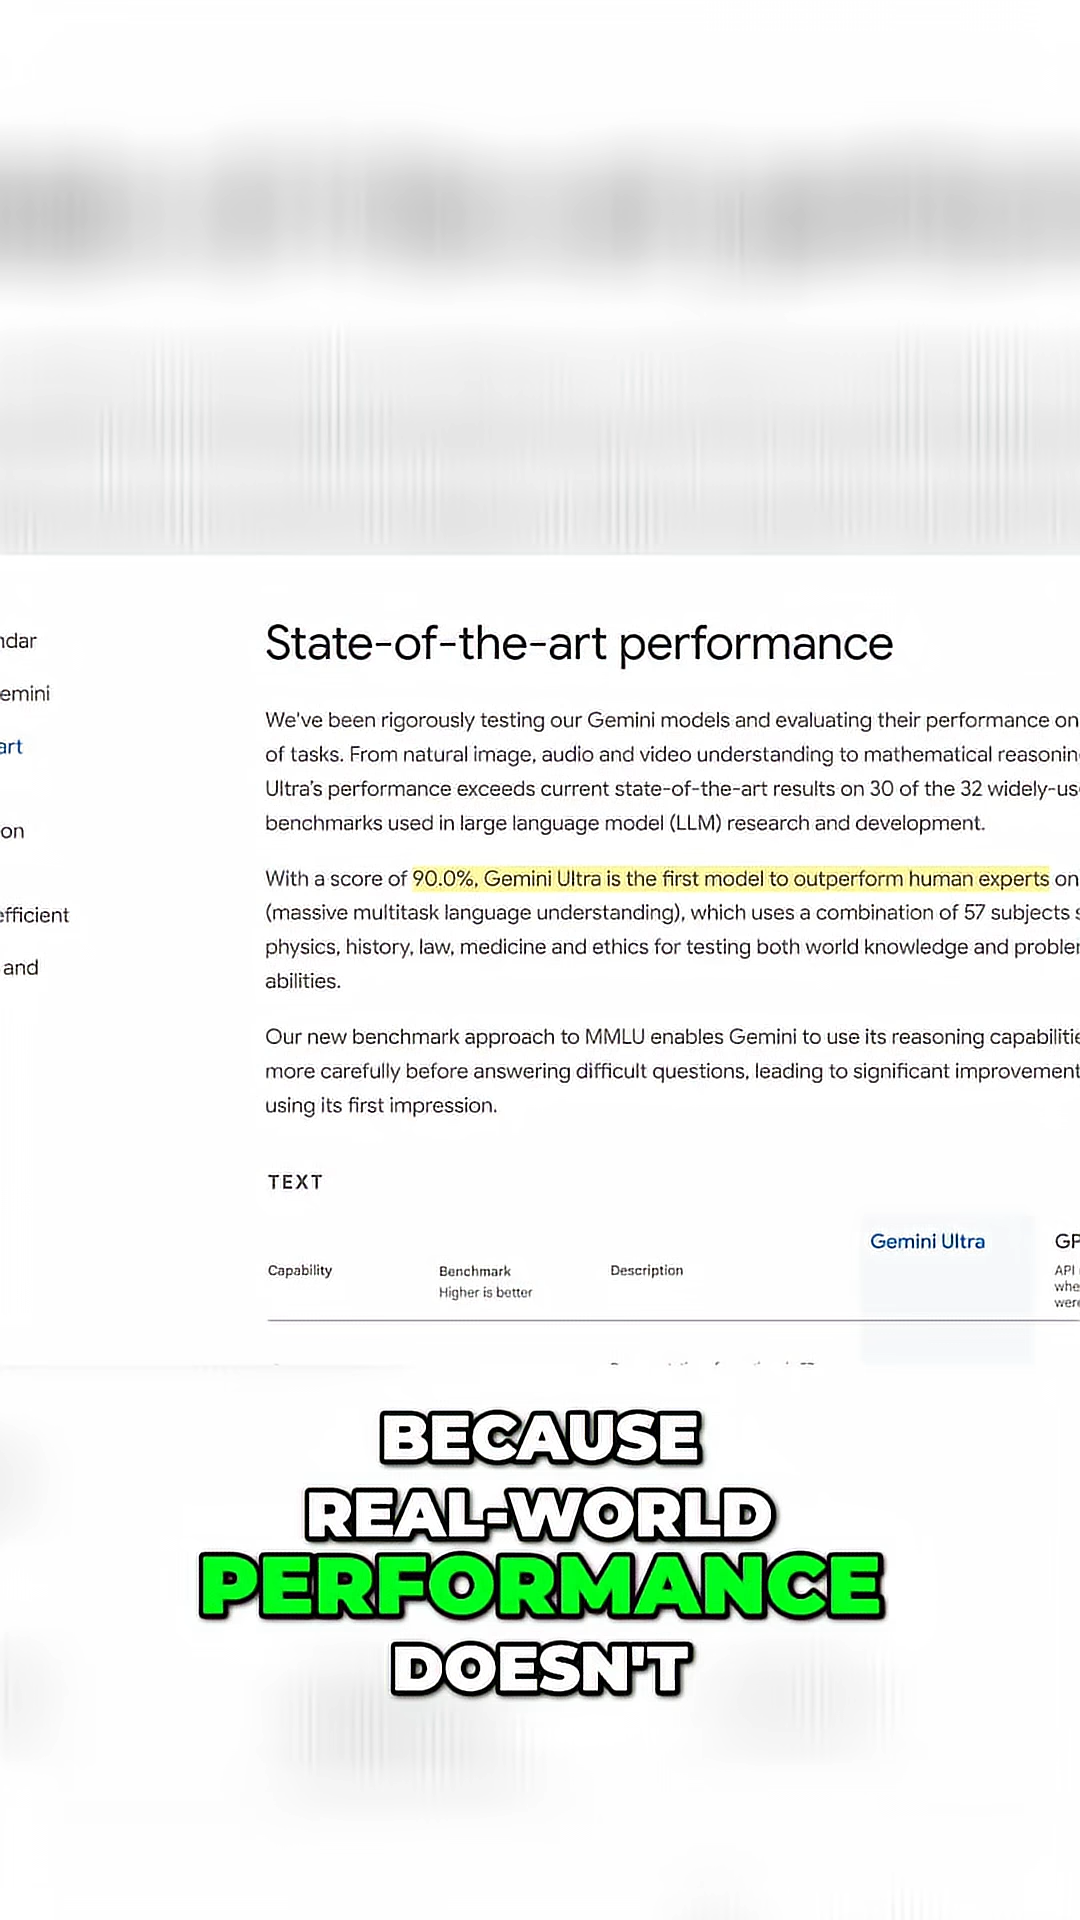 State-of-the-art performance
ndar
emini
art
on
efficient
and
We've been rigorously testing our Gemini models and evaluating their performance on
of tasks. From natural image, audio and video understanding to mathematical reasonin
Ultra's performance exceeds current state-of-the-art results on 30 of the 32 widely-us
benchmarks used in large language model (LLM) research and development.
With a score of 90.0%, Gemini Ultra is the first model to outperform human experts on
(massive multitask language understanding), which uses a combination of 57 subjects s
physics, history, law, medicine and ethics for testing both world knowledge and problem
abilities.
Our new benchmark approach to MMLU enables Gemini to use its reasoning capabilitie
more carefully before answering difficult questions, leading to significant improvement
using its first impression.
TEXT
Gemini Ultra
GP
Capability
Benchmark
Higher is better
Description
API
whe
were
BECAUSE
REAL-WORLD
PERFORMANCE
DOESN'T